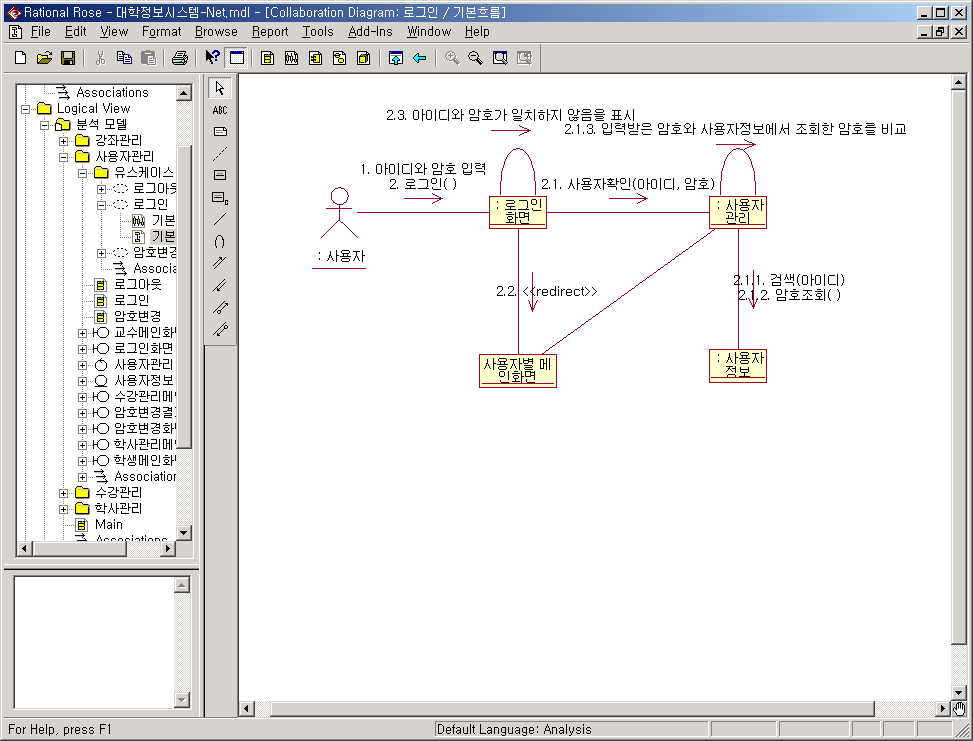 Rational Rose - 대학정보시스템-Net.mdl - [Collaboration Diagram: 로그인 / 기본흐름]
File Edit View Format Browse Report Tools Add-Ins Window Help
ABC
Associations
Logical View
분석 모델
강좌관리
사용자관리
유스케이스
로그아웃
로그인
기본
기본
암호변경
Associa
로그아웃
로그인
암호변경
교수메인화
로그인화면
사용자관리
사용자정보
수강관리메
암호변경결
암호변경화
학사관리메
학생메인화
Association
수강관리
학사관리
Main
Associations
2.3. 아이디와 암호가 일치하지 않음을 표시
2.1.3. 입력받은 암호와 사용자정보에서 조회한 암호를 비교
1. 아이디와 암호 입력
2. 로그인( )
2.1. 사용자확인(아이디, 암호)
: 로그인
화면
: 사용자
관리
: 사용자
2.2. <<redirect>>
2.1.1. 검색(아이디)
2.1.2. 암호조회( )
사용자별 메
인화면
: 사용자
정보
For Help, press F1
Default Language: Analysis